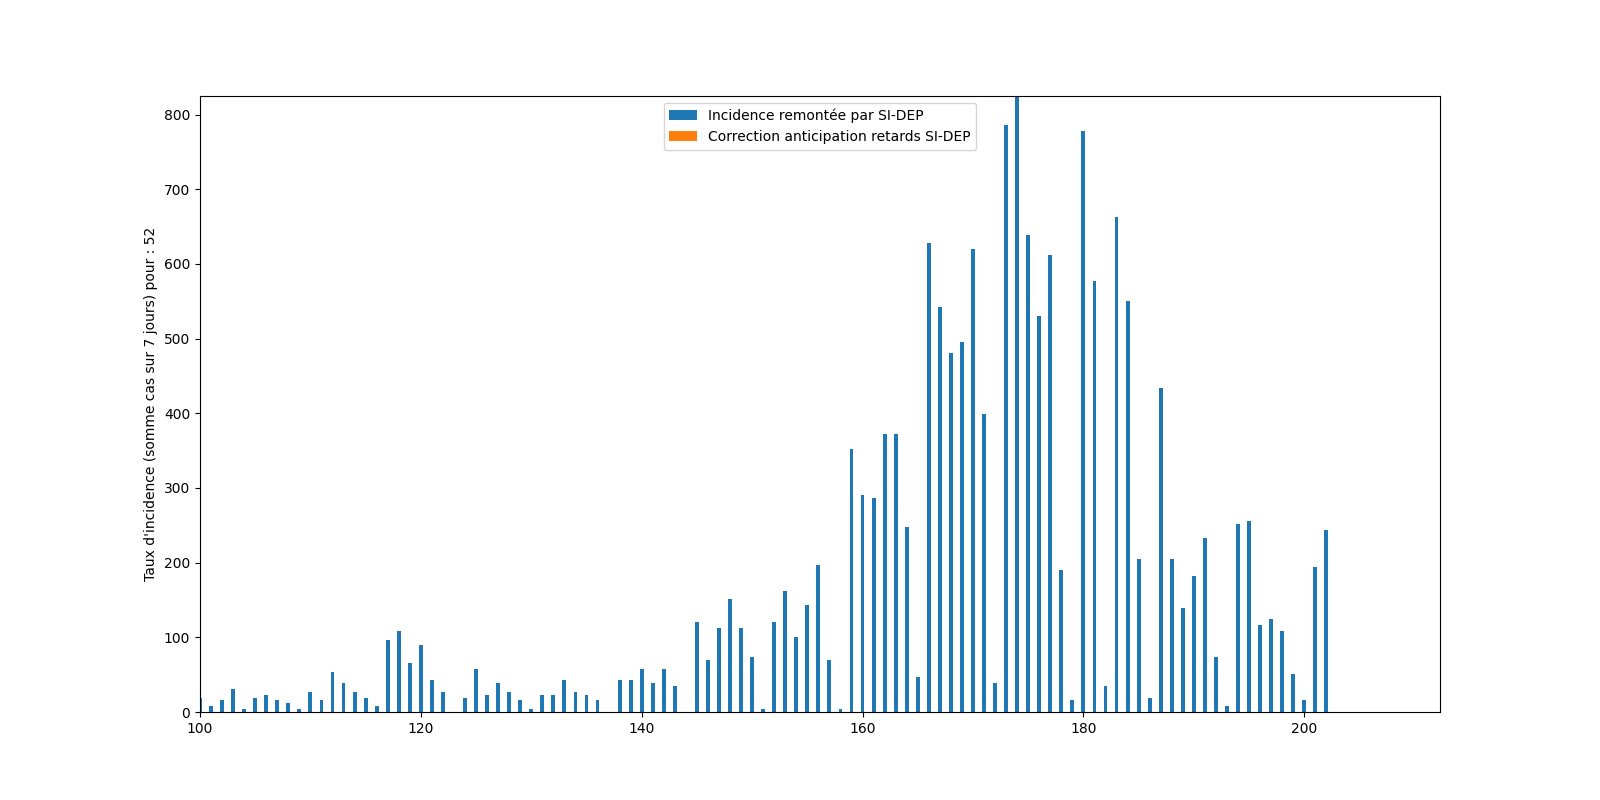 Incidence remontée par SI-DEP
Correction anticipation retards SI-DEP
Taux d'incidence (somme cas sur 7 jours) pour : 52
800
700
600
500
400
300
200
100
0
100 120 140 160 180 200